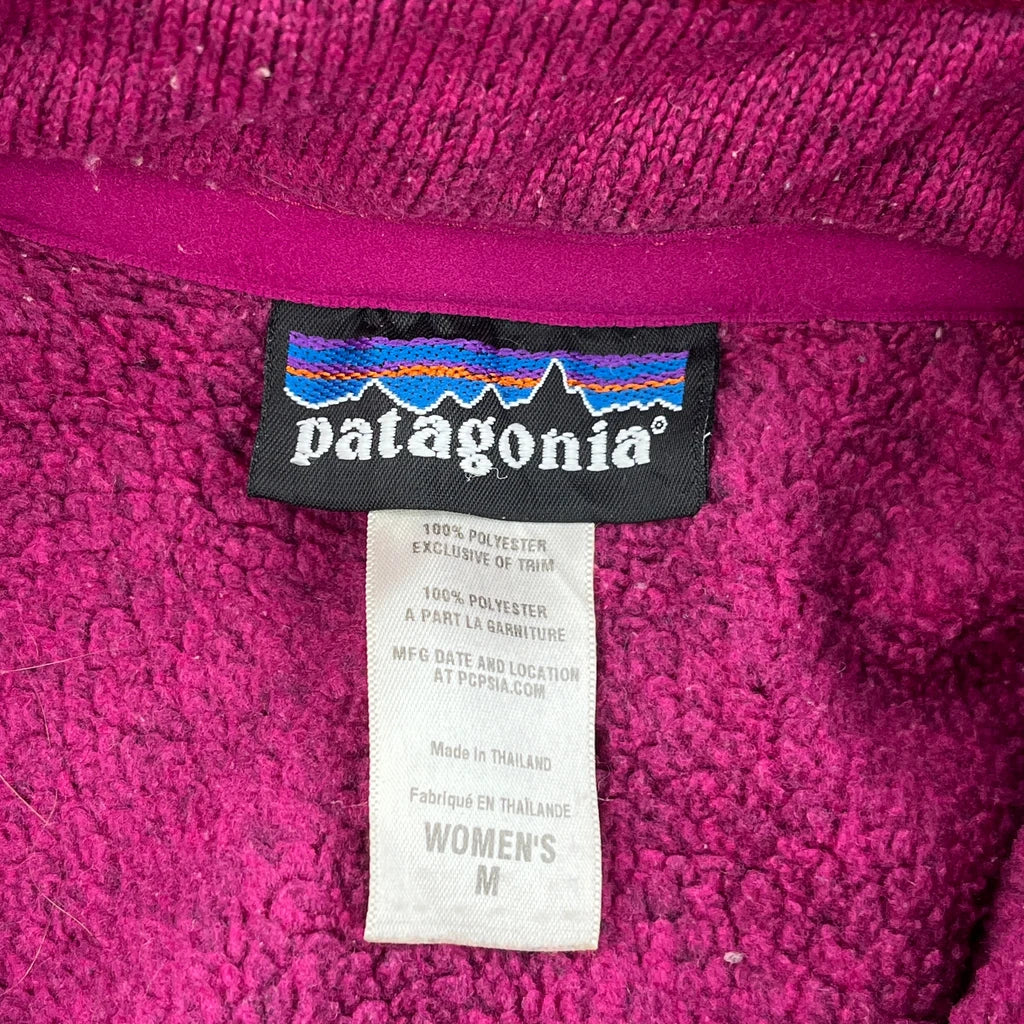 patagonia®
100% POLYESTER
EXCLUSIVE OF TRIM
100% POLYESTER
A PART LA GARNITURE
MFG DATE AND LOCATION
AT PCPSIA.COM
Made in THAILAND
Fabriqué EN THAÏLANDE
WOMEN'S
M